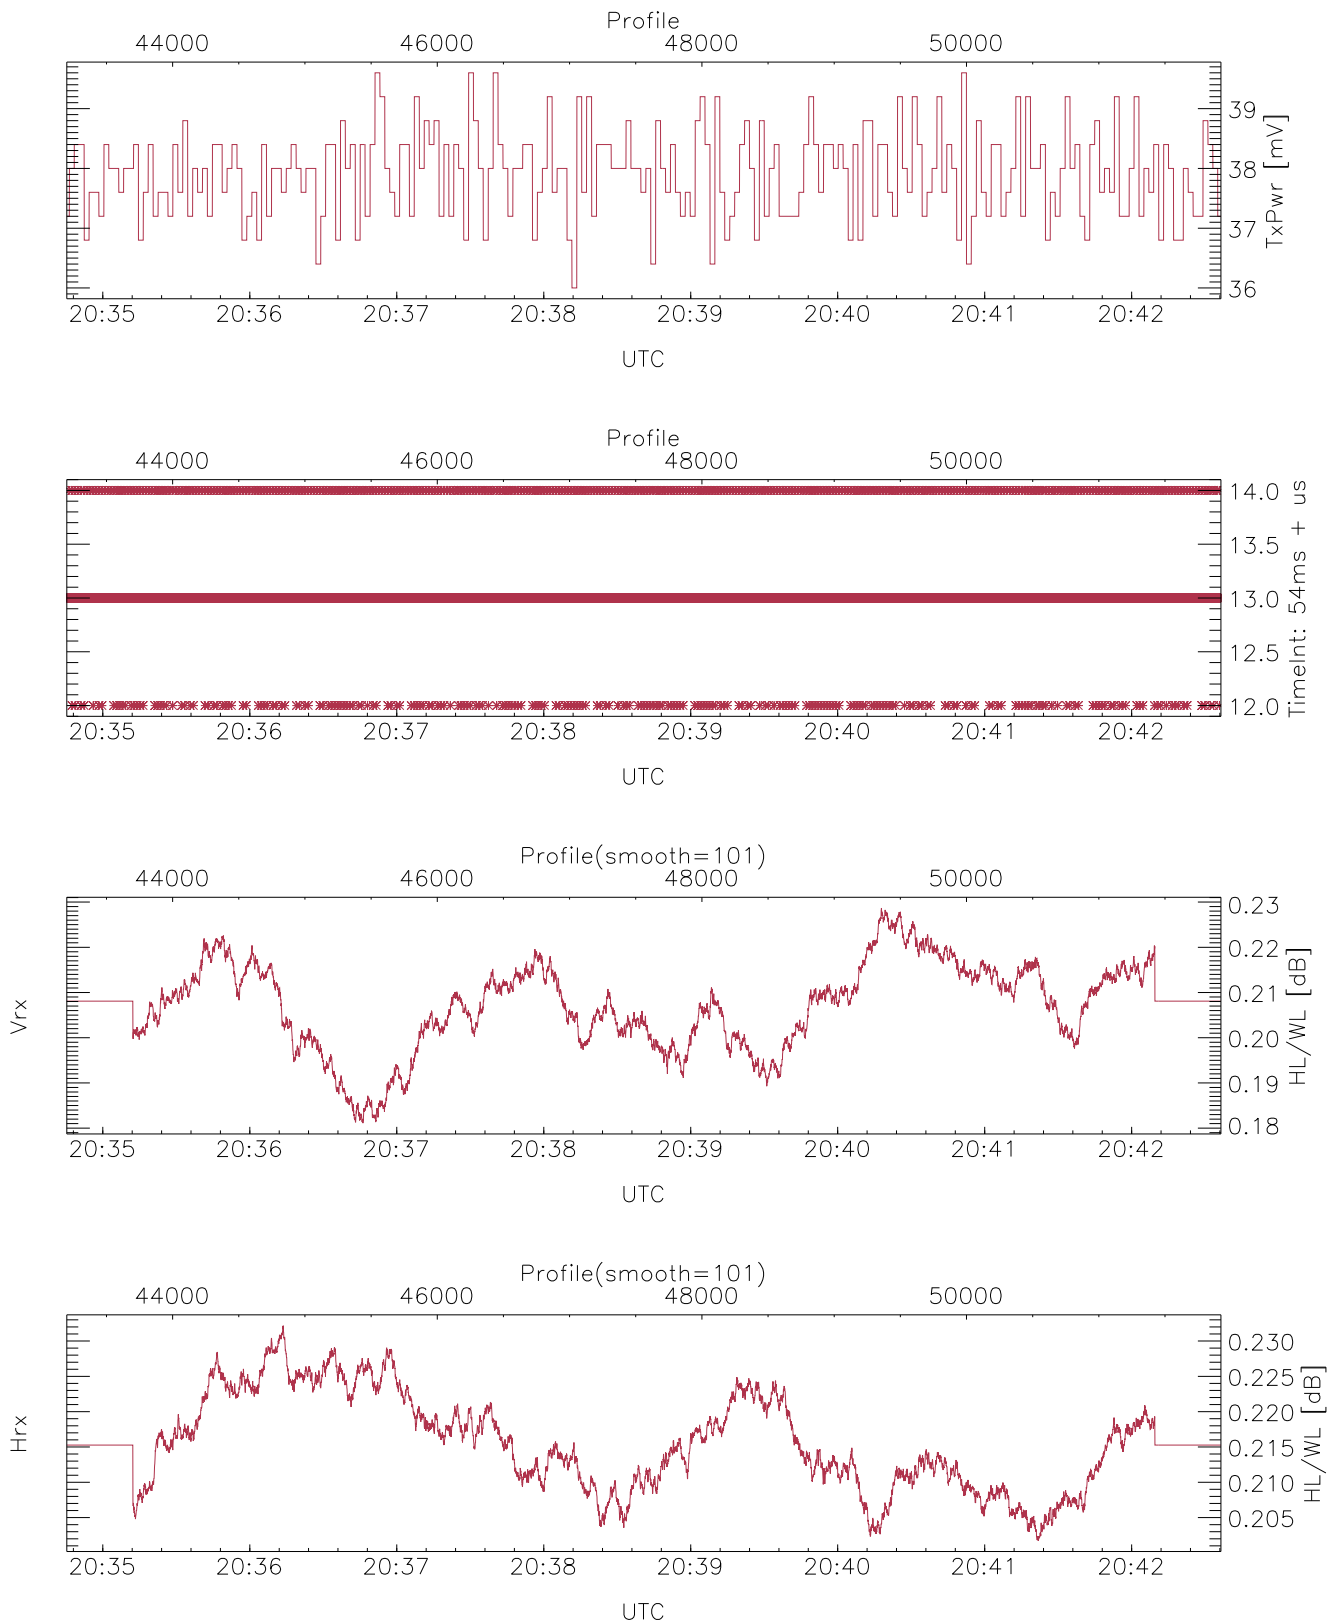 Profile
44000 46000 48000 50000
39
38
37
36
TxPwr [mV]
20:35 20:36 20:37 20:38 20:39 20:40 20:41 20:42
UTC
Profile
44000 46000 48000 50000
14.0
13.5
13.0
12.5
12.0
TimeInt: 54ms + us
20:35 20:36 20:37 20:38 20:39 20:40 20:41 20:42
UTC
Profile(smooth=101)
44000 46000 48000 50000
Vrx
0.23
0.22
0.21
0.20
0.19
0.18
HL/WL [dB]
20:35 20:36 20:37 20:38 20:39 20:40 20:41 20:42
UTC
Profile(smooth=101)
44000 46000 48000 50000
Hrx
0.230
0.225
0.220
0.215
0.210
0.205
HL/WL [dB]
20:35 20:36 20:37 20:38 20:39 20:40 20:41 20:42
UTC